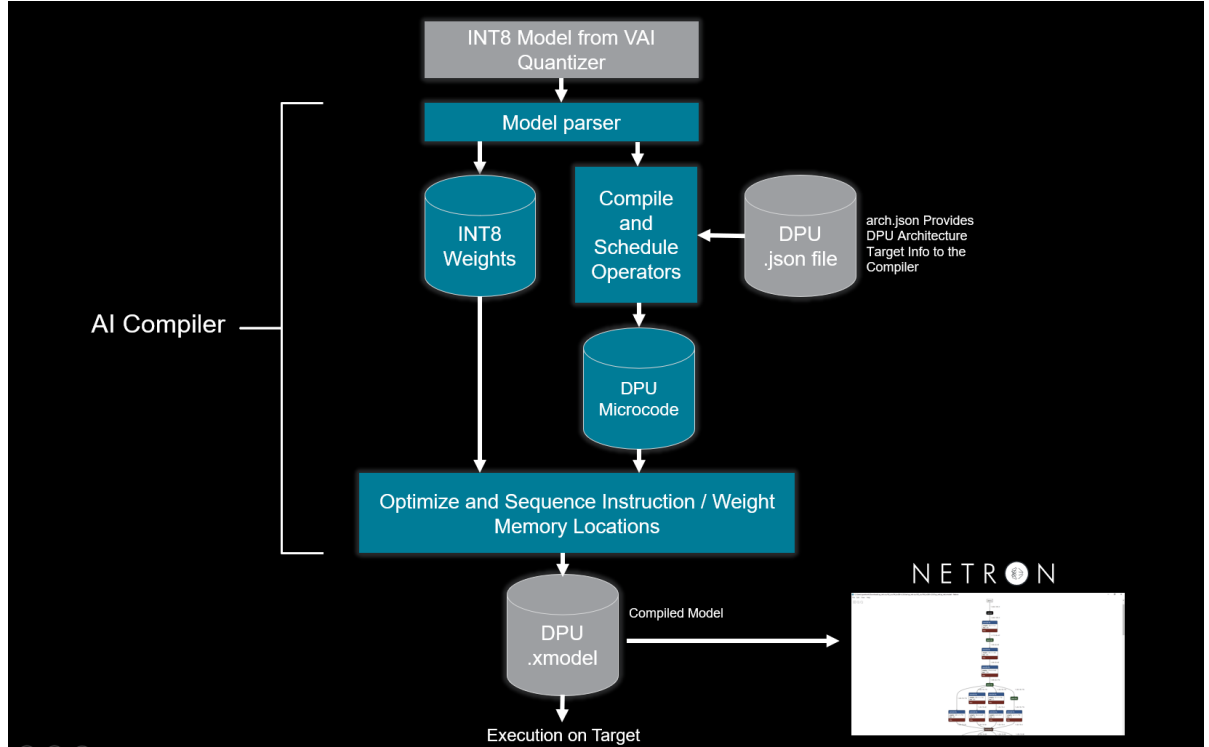 INT8 Model from VAI
Quantizer
Model parser
INT8
Weights
Compile
and
Schedule
Operators
DPU
.json file
arch.json Provides
DPU Architecture
Target Info to the
Compiler
AI Compiler
DPU
Microcode
Optimize and Sequence Instruction / Weight
Memory Locations
NETRON
DPU
.xmodel
Compiled Model
Execution on Target